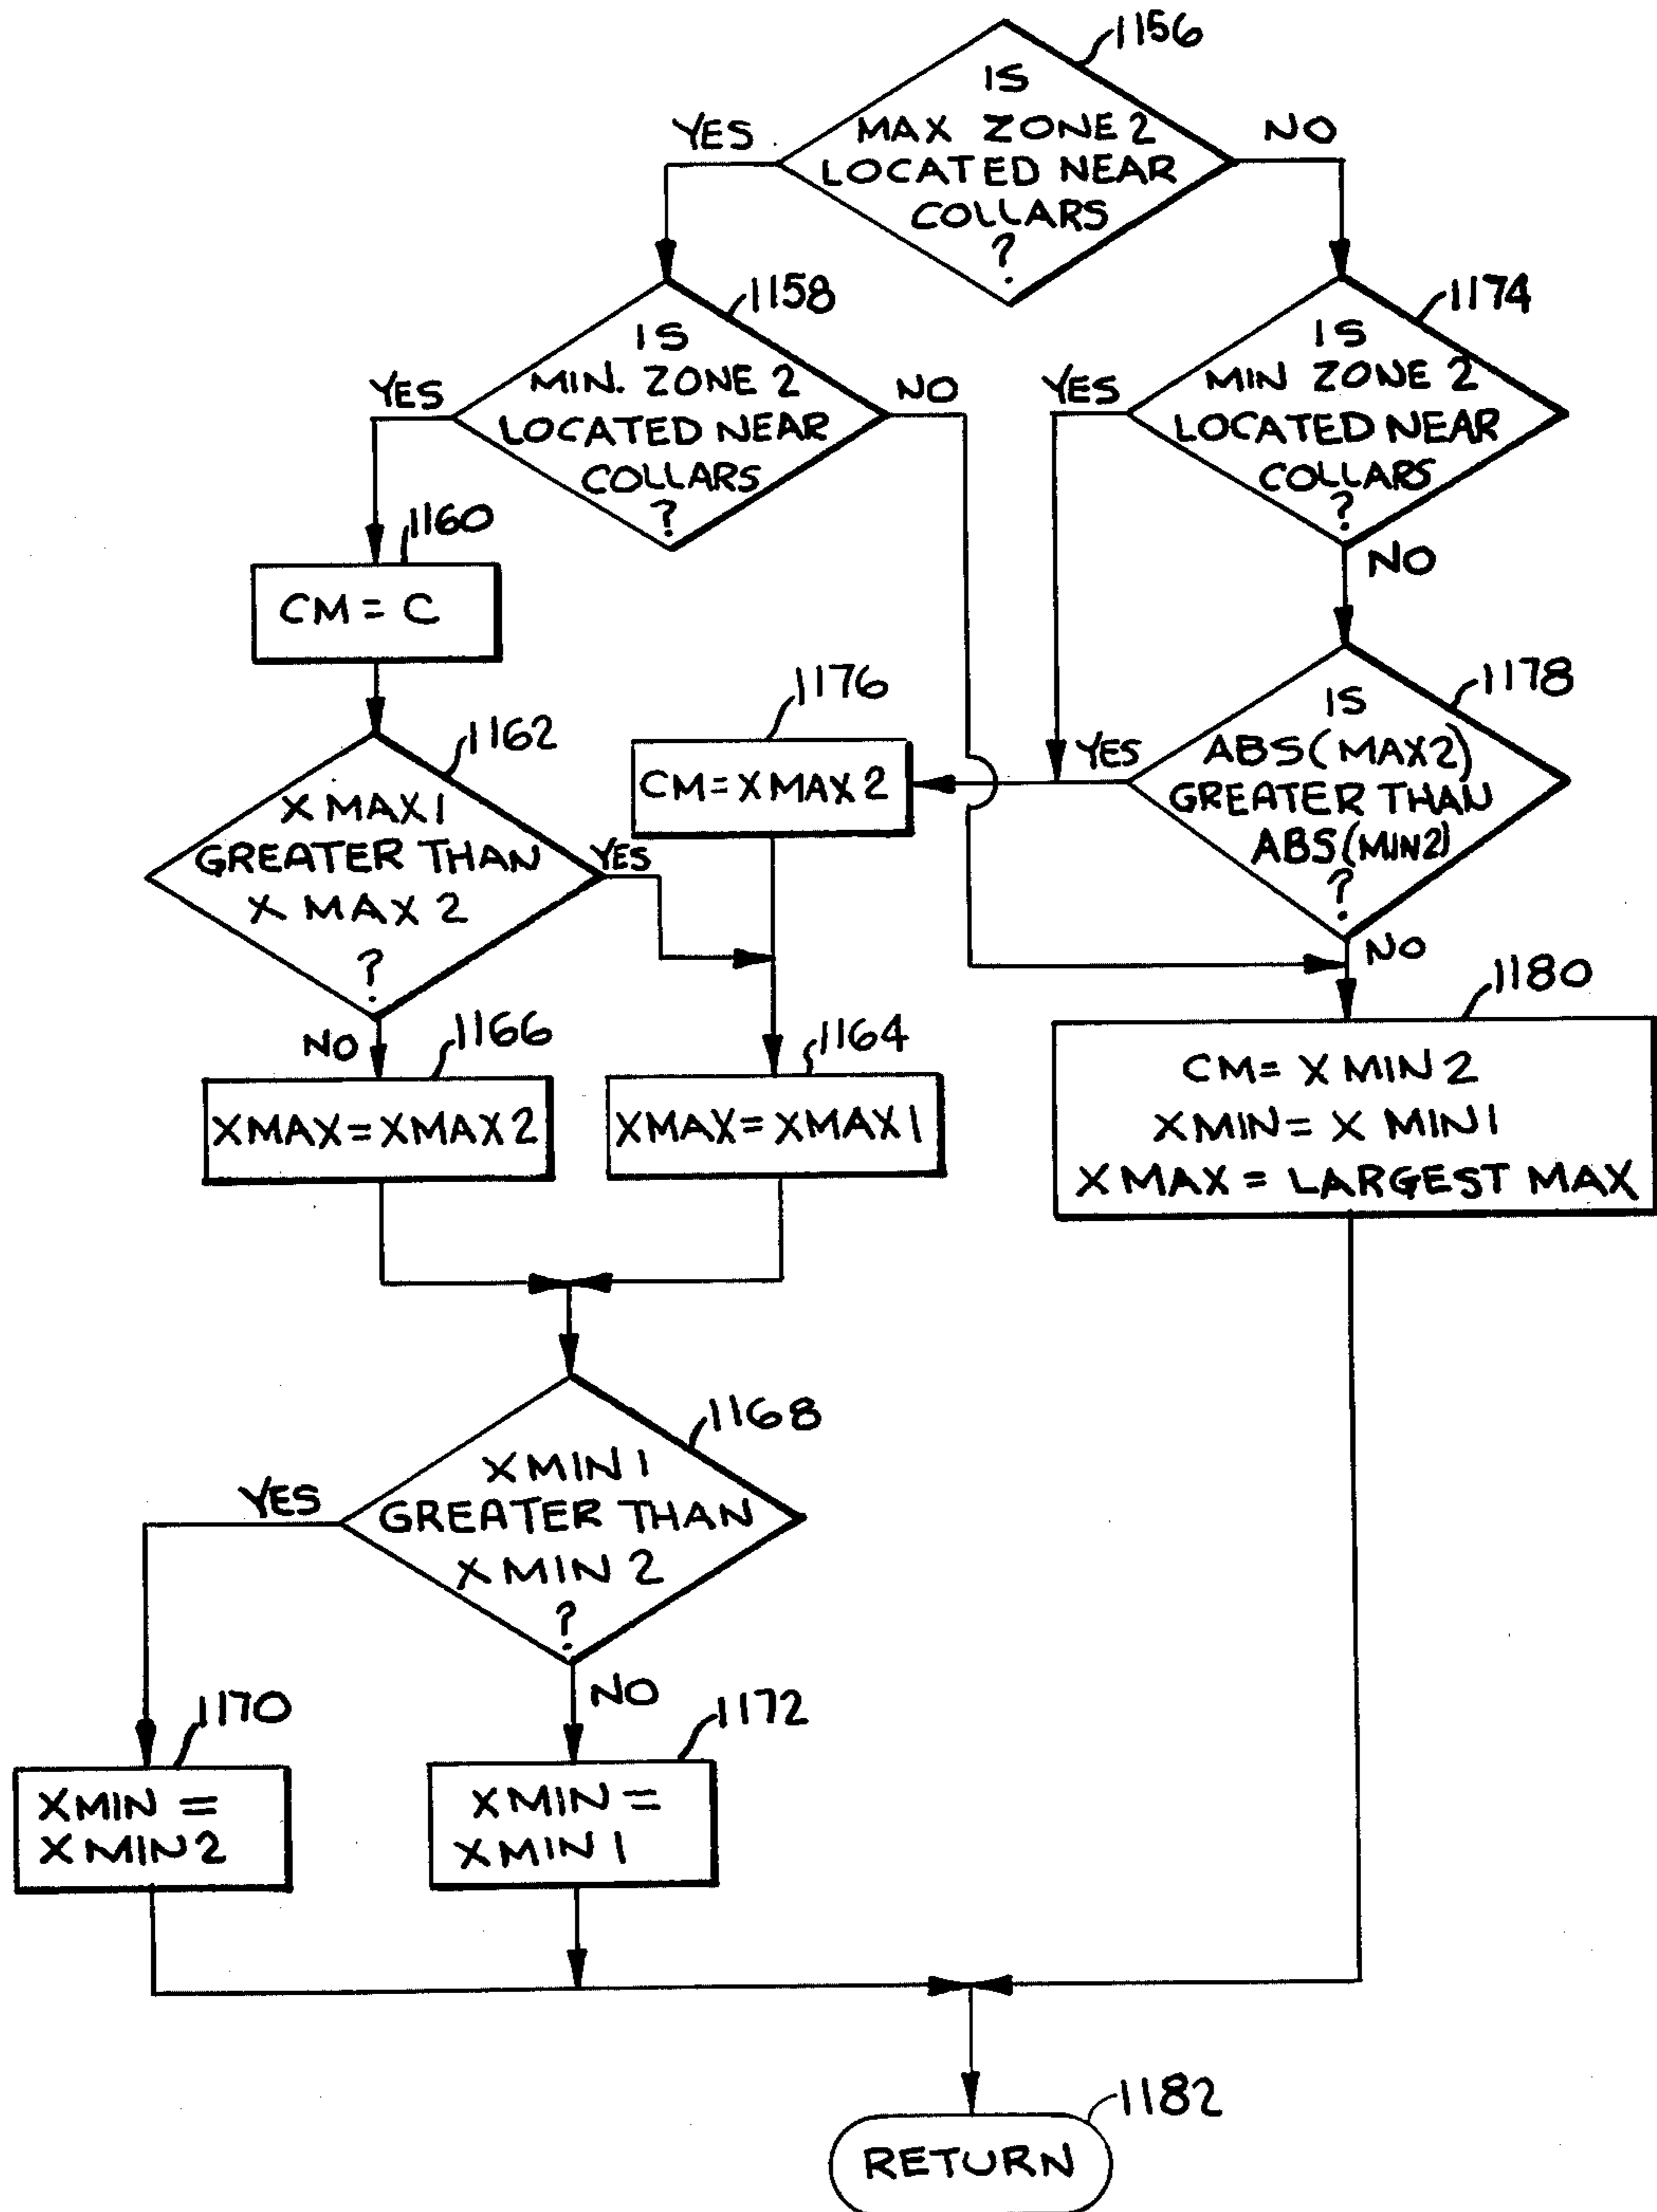 1156
IS
MAX ZONE 2
LOCATED NEAR
COLLARS
?
YES
NO
1158
IS
MIN. ZONE 2
LOCATED NEAR
COLLARS
?
YES
NO
1174
IS
MIN ZONE 2
LOCATED NEAR
COLLARS
?
YES
NO
1160
CM = C
1176
CM = XMAX 2
1178
IS
ABS(MAX2)
GREATER THAN
ABS(MIN2)
?
YES
NO
1162
X MAX 1
GREATER THAN
X MAX 2
?
YES
NO
1166
XMAX = XMAX 2
1164
XMAX = XMAX 1
1180
CM = X MIN 2
XMIN = X MIN 1
X MAX = LARGEST MAX
1168
X MIN 1
GREATER THAN
X MIN 2
?
YES
NO
1170
XMIN =
X MIN 2
1172
XMIN =
XMIN 1
1182
RETURN